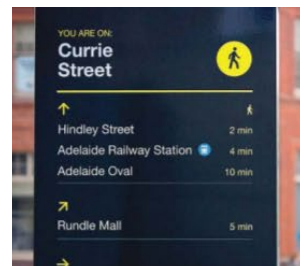 YOU ARE ON:
Currie
Street
Hindley Street 2 min
Adelaide Railway Station 4 min
Adelaide Oval 10 min
Rundle Mall 5 min